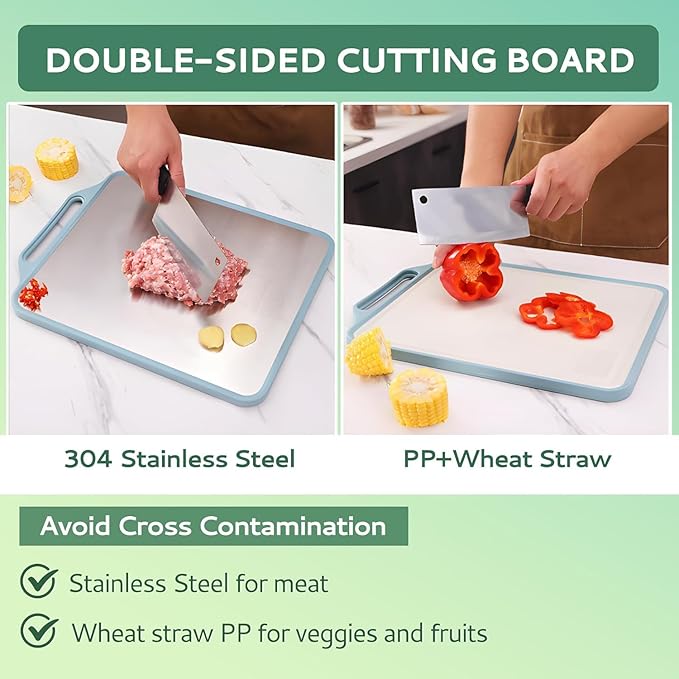 DOUBLE-SIDED CUTTING BOARD
304 Stainless Steel
PP+Wheat Straw
Avoid Cross Contamination
Stainless Steel for meat
Wheat straw PP for veggies and fruits